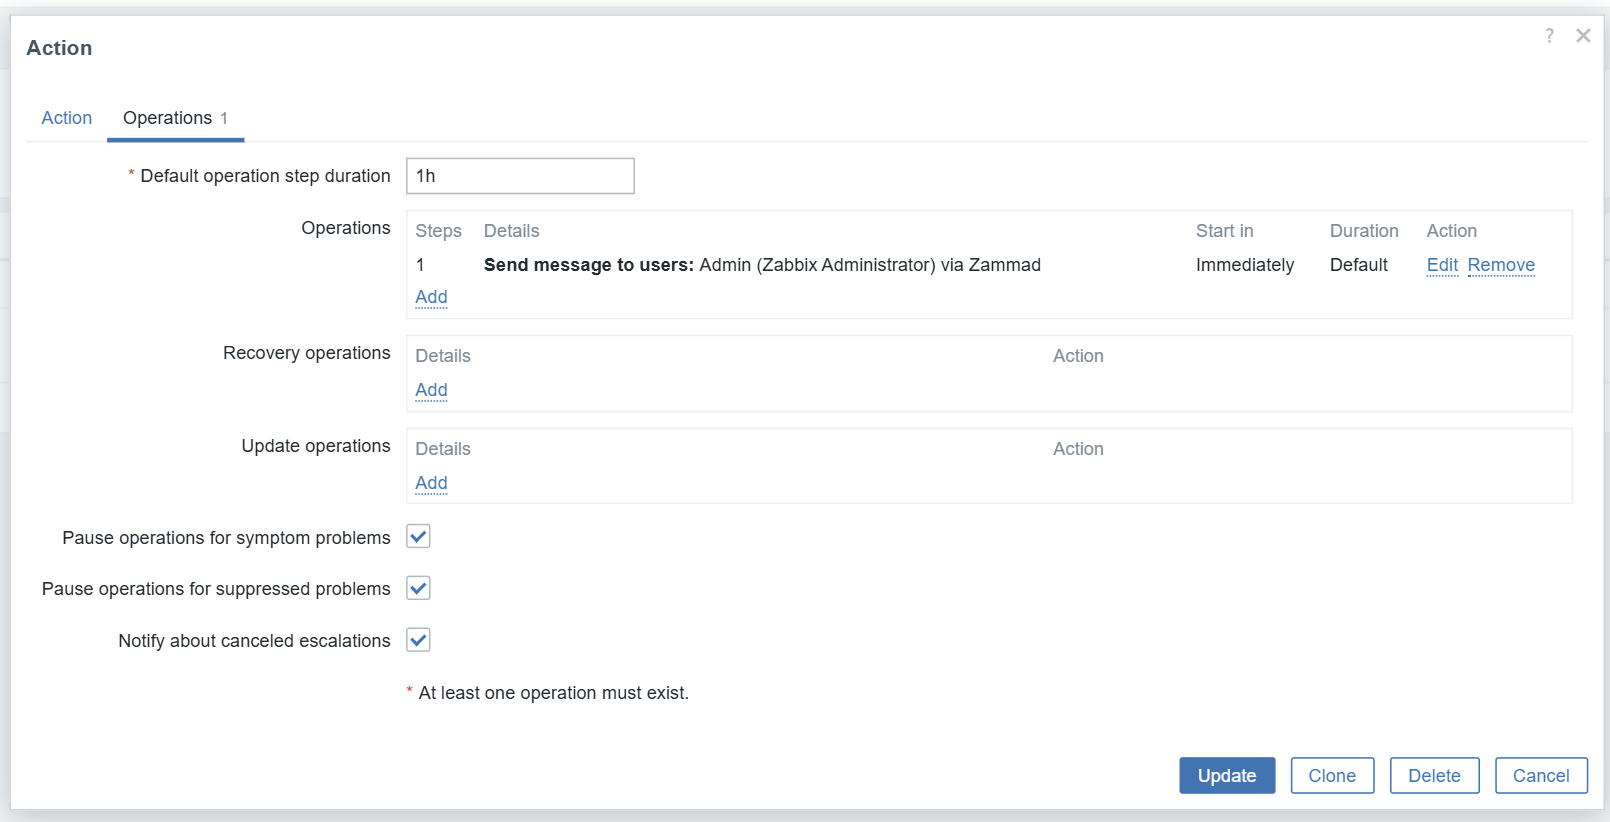 Action
?
Action Operations 1
* Default operation step duration 1h
Operations Steps Details Start in Duration Action
1 Send message to users: Admin (Zabbix Administrator) via Zammad Immediately Default Edit Remove
Add
Recovery operations Details Action
Add
Update operations Details Action
Add
Pause operations for symptom problems
Pause operations for suppressed problems
Notify about canceled escalations
* At least one operation must exist.
Update Clone Delete Cancel